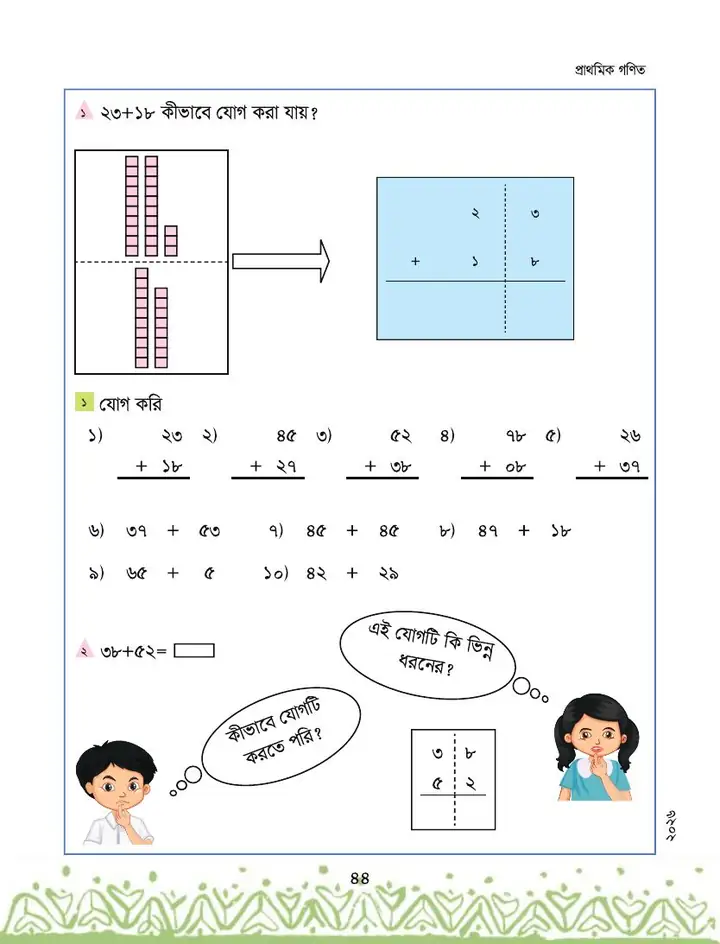 প্রাথমিক গণিত
১ ২৩+১৮ কীভাবে যোগ করা যায়?
২ ৩
+ ১ ৮
১ যোগ করি
১) ২৩ ২) ৪৫ ৩) ৫২ ৪) ৭৮ ৫) ২৬
+ ১৮ + ২৭ + ৩৮ + ০৮ + ৩৭
৬) ৩৭ + ৫৩ ৭) ৪৫ + ৪৫ ৮) ৪৭ + ১৮
৯) ৬৫ + ৫ ১০) ৪২ + ২৯
২ ৩৮+৫২=
এই যোগটি কি ভিন্ন
ধরনের?
কীভাবে যোগটি
করতে পরি?
৩ ৮
৫ ২
২০২৬
৪৪